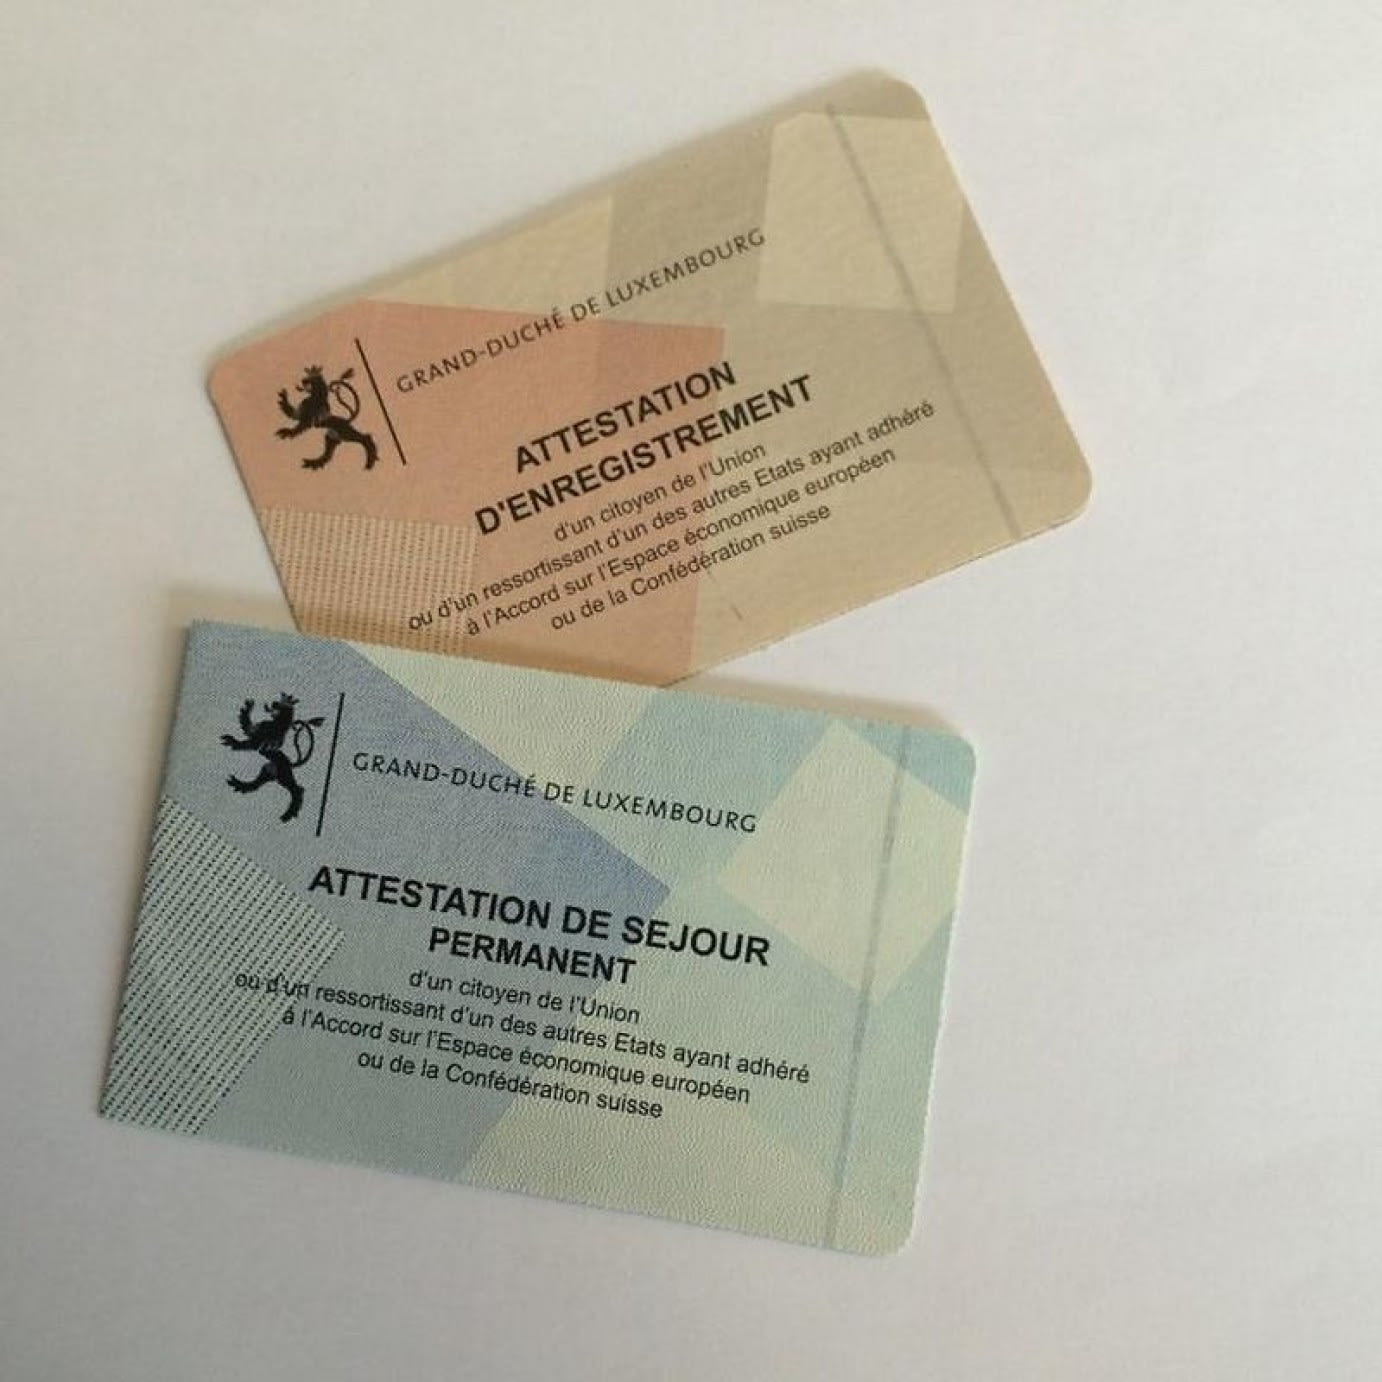 GRAND-DUCHÉ DE LUXEMBOURG
ATTESTATION
D'ENREGISTREMENT
d'un citoyen de l'Union
ou d'un ressortissant d'un des autres Etats ayant adhéré
à l'Accord sur l'Espace économique européen
ou de la Confédération suisse
GRAND-DUCHÉ DE LUXEMBOURG
ATTESTATION DE SEJOUR
PERMANENT
d'un citoyen de l'Union
ou d'un ressortissant d'un des autres Etats ayant adhéré
à l'Accord sur l'Espace économique européen
ou de la Confédération suisse